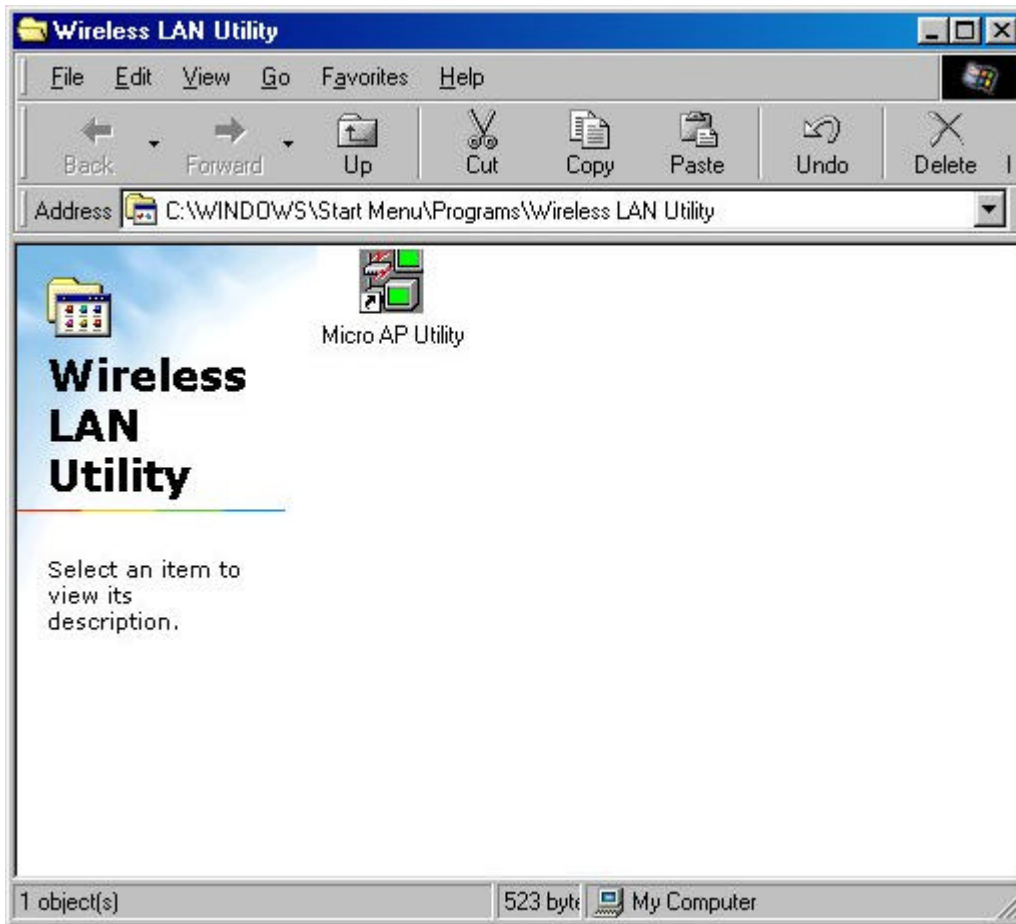 Wireless LAN Utility
File Edit View Go Favorites Help
Back Forward Up Cut Copy Paste Undo Delete
Address C:\WINDOWS\Start Menu\Programs\Wireless LAN Utility
Micro AP Utility
Wireless
LAN
Utility
Select an item to
view its
description.
1 object(s) 523 My Computer